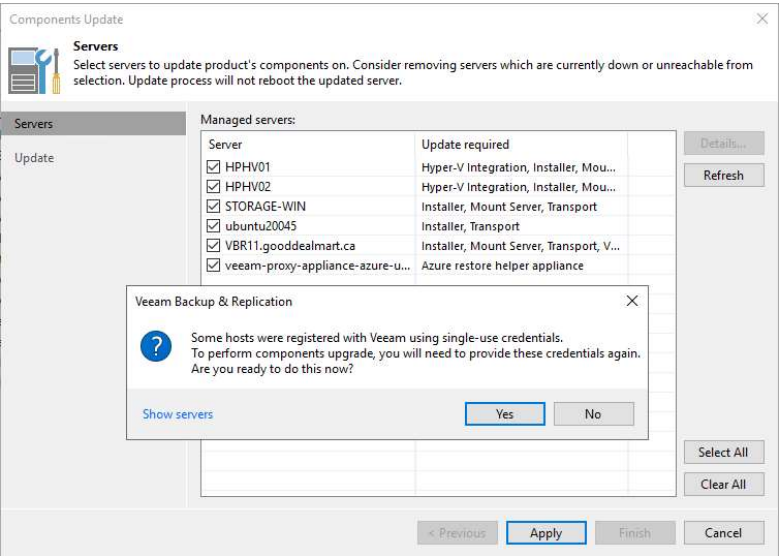 Components Update
Servers
Select servers to update product's components on. Consider removing servers which are currently down or unreachable from
selection. Update process will not reboot the updated server.
Servers
Update
Managed servers:
Server Update required
HPHV01 Hyper-V Integration, Installer, Mou...
HPHV02 Hyper-V Integration, Installer, Mou...
STORAGE-WIN Installer, Mount Server, Transport
ubuntu20045 Installer, Transport
VBR11.gooddealmart.ca Installer, Mount Server, Transport, V...
veeam-proxy-appliance-azure-u... Azure restore helper appliance
Details...
Refresh
Veeam Backup & Replication
Some hosts were registered with Veeam using single-use credentials.
To perform components upgrade, you will need to provide these credentials again.
Are you ready to do this now?
Show servers
Yes
No
Select All
Clear All
< Previous
Apply
Finish
Cancel